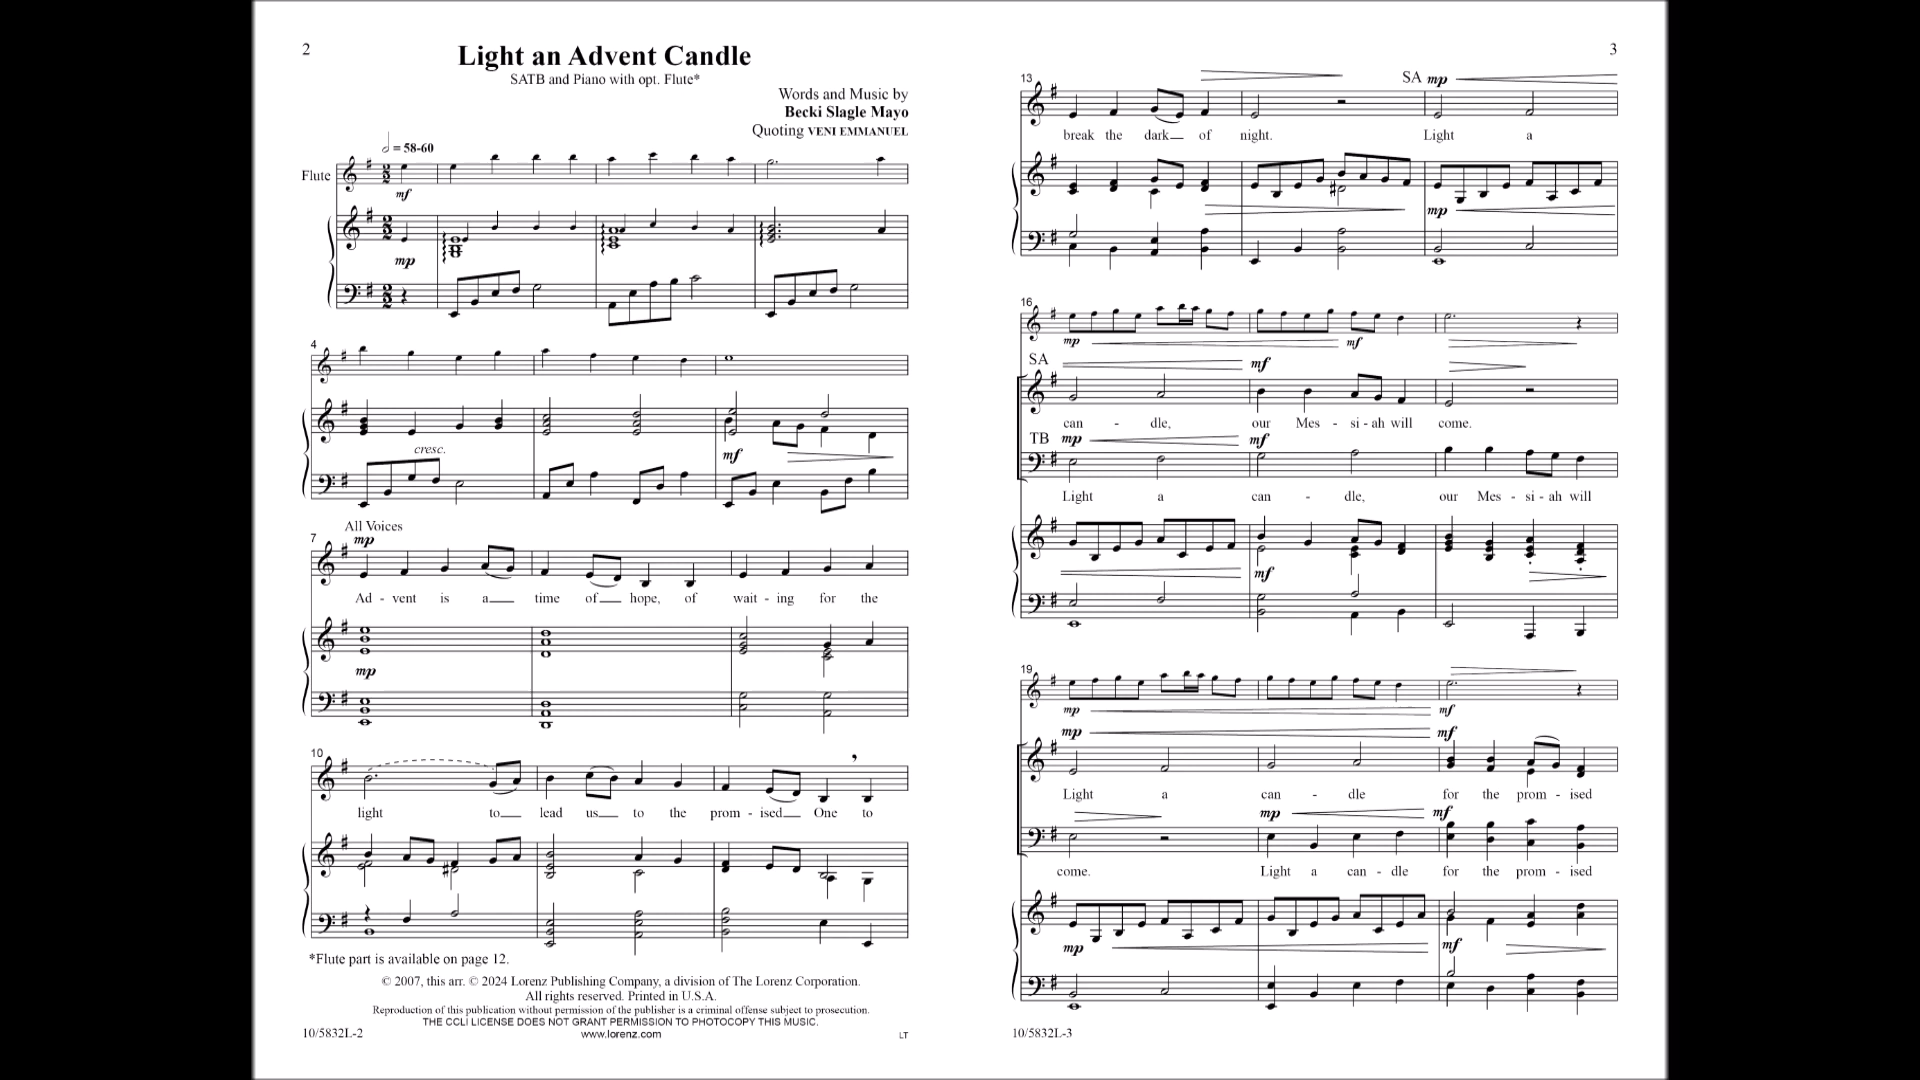 2
Light an Advent Candle
SATB and Piano with opt. Flute*
Words and Music by
Becki Slagle Mayo
Quoting VENI EMMANUEL
= 58-60
Flute
mf
mp
4
cresc.
mf
All Voices
7
mp
Ad - vent is a time of hope, of wait - ing for the
mp
10
light to lead us to the prom - ised One to
*Flute part is available on page 12.
© 2007, this arr. © 2024 Lorenz Publishing Company, a division of The Lorenz Corporation.
All rights reserved. Printed in U.S.A.
Reproduction of this publication without permission of the publisher is a criminal offense subject to prosecution.
THE CCLI LICENSE DOES NOT GRANT PERMISSION TO PHOTOCOPY THIS MUSIC.
www.lorenz.com
10/5832L-2
LT
3
13
SA mp
break the dark of night. Light a
mp
16
mp mf
SA mf
can - dle, our Mes - si - ah will come.
TB mp mf
Light a can - dle, our Mes - si - ah will
mf
19
mp mf
mp mf
Light a can - dle for the prom - ised
mp mf
come. Light a can - dle for the prom - ised
mp mf
10/5832L-3